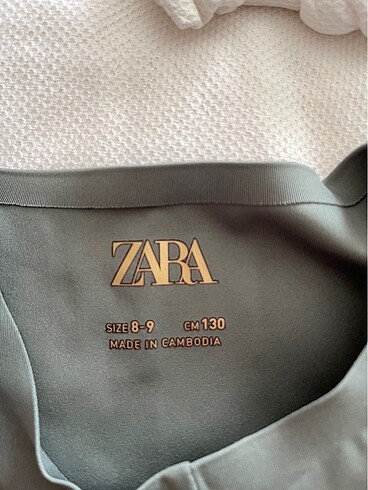 ZARA
SIZE 8-9 CM 130
MADE IN CAMBODIA